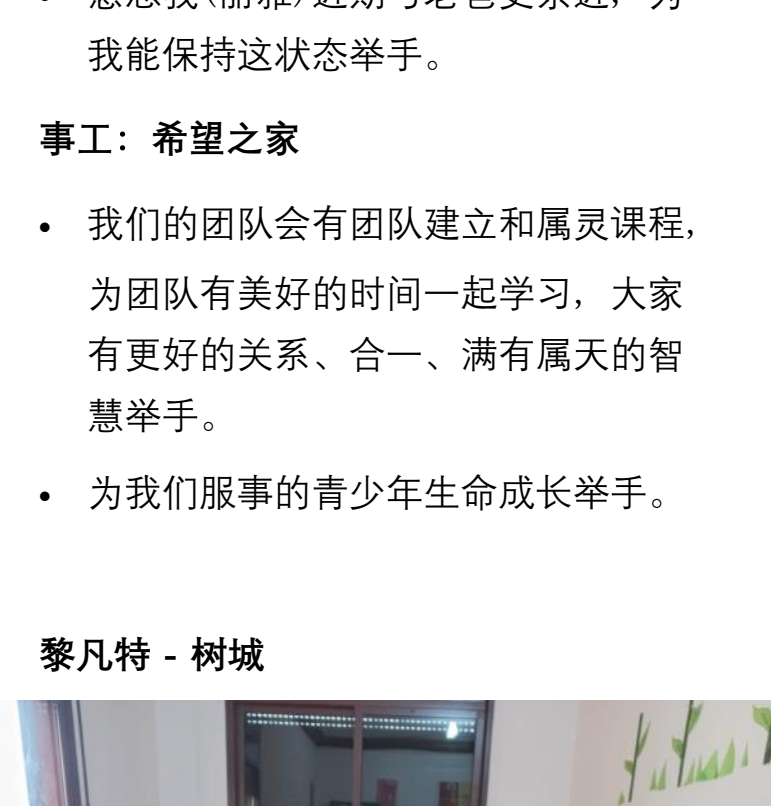 我能保持这状态举手。
事工：希望之家
• 我们的团队会有团队建立和属灵课程，
为团队有美好的时间一起学习，大家
有更好的关系、合一、满有属天的智
慧举手。
• 为我们服事的青少年生命成长举手。
黎凡特 - 树城